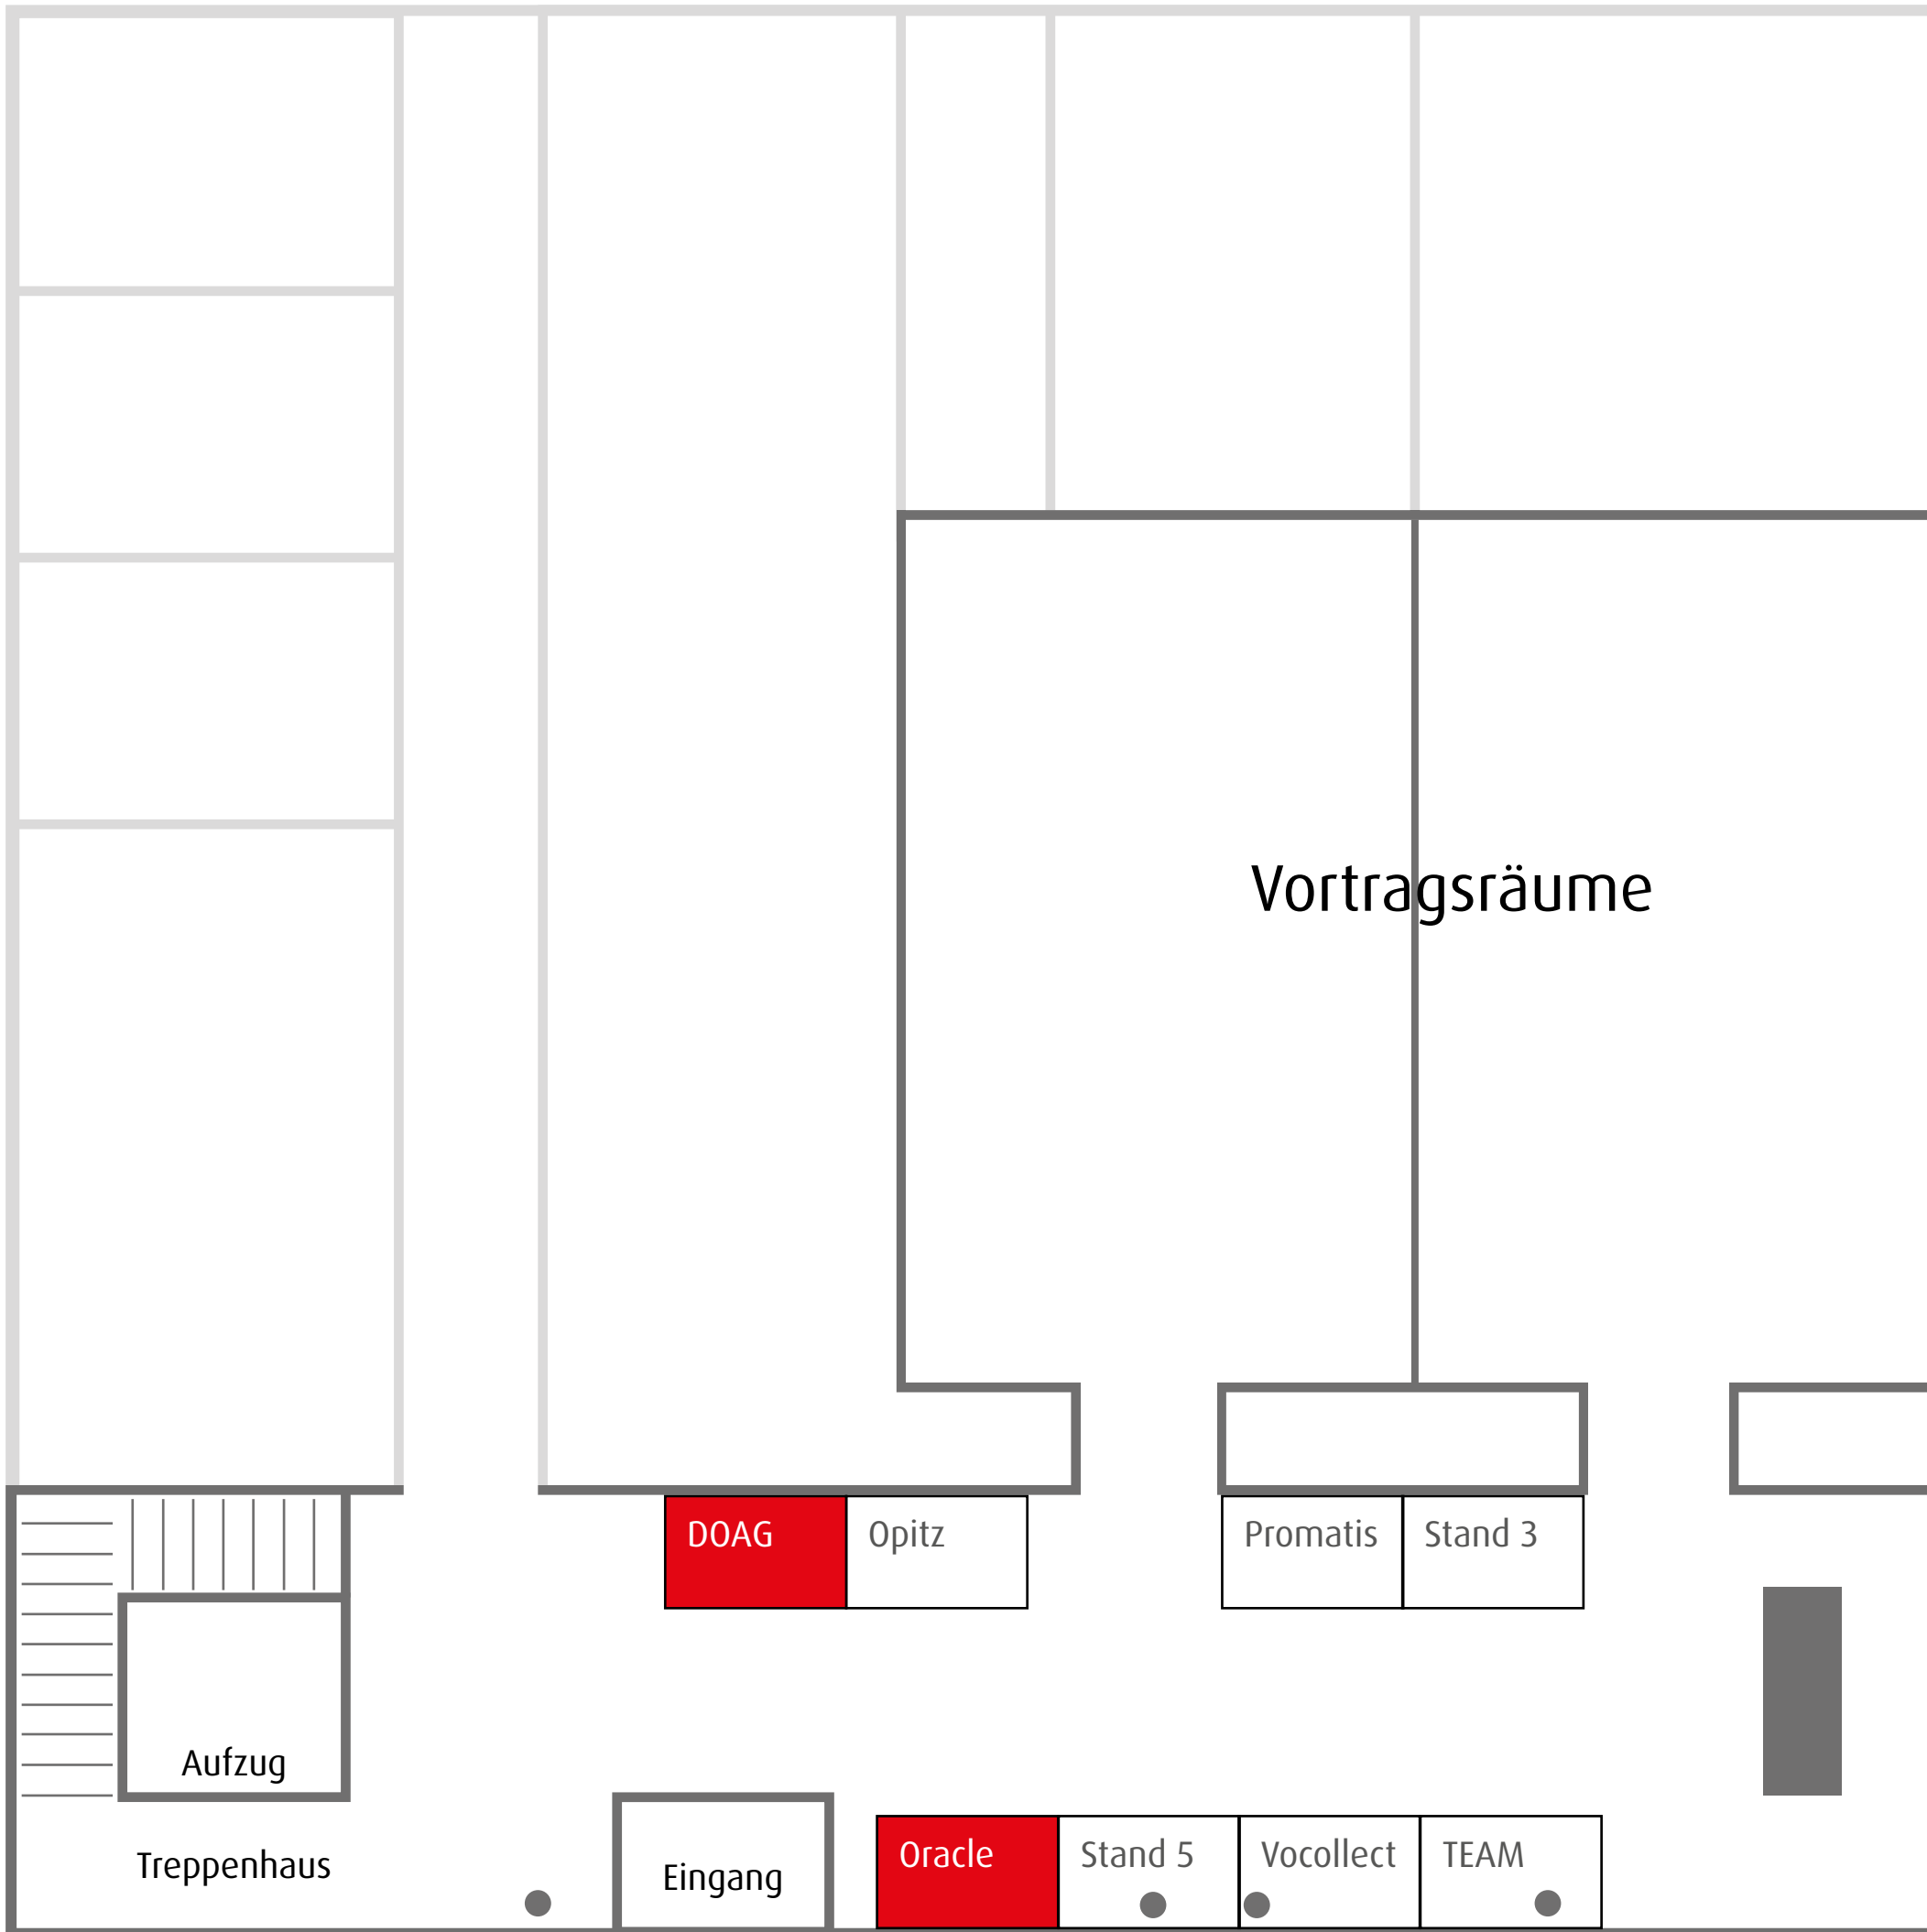 Vortragsräume
DOAG
Opitz
Promatis
Stand 3
Aufzug
Treppenhaus
Eingang
Oracle
Stand 5
Vocollect
TEAM